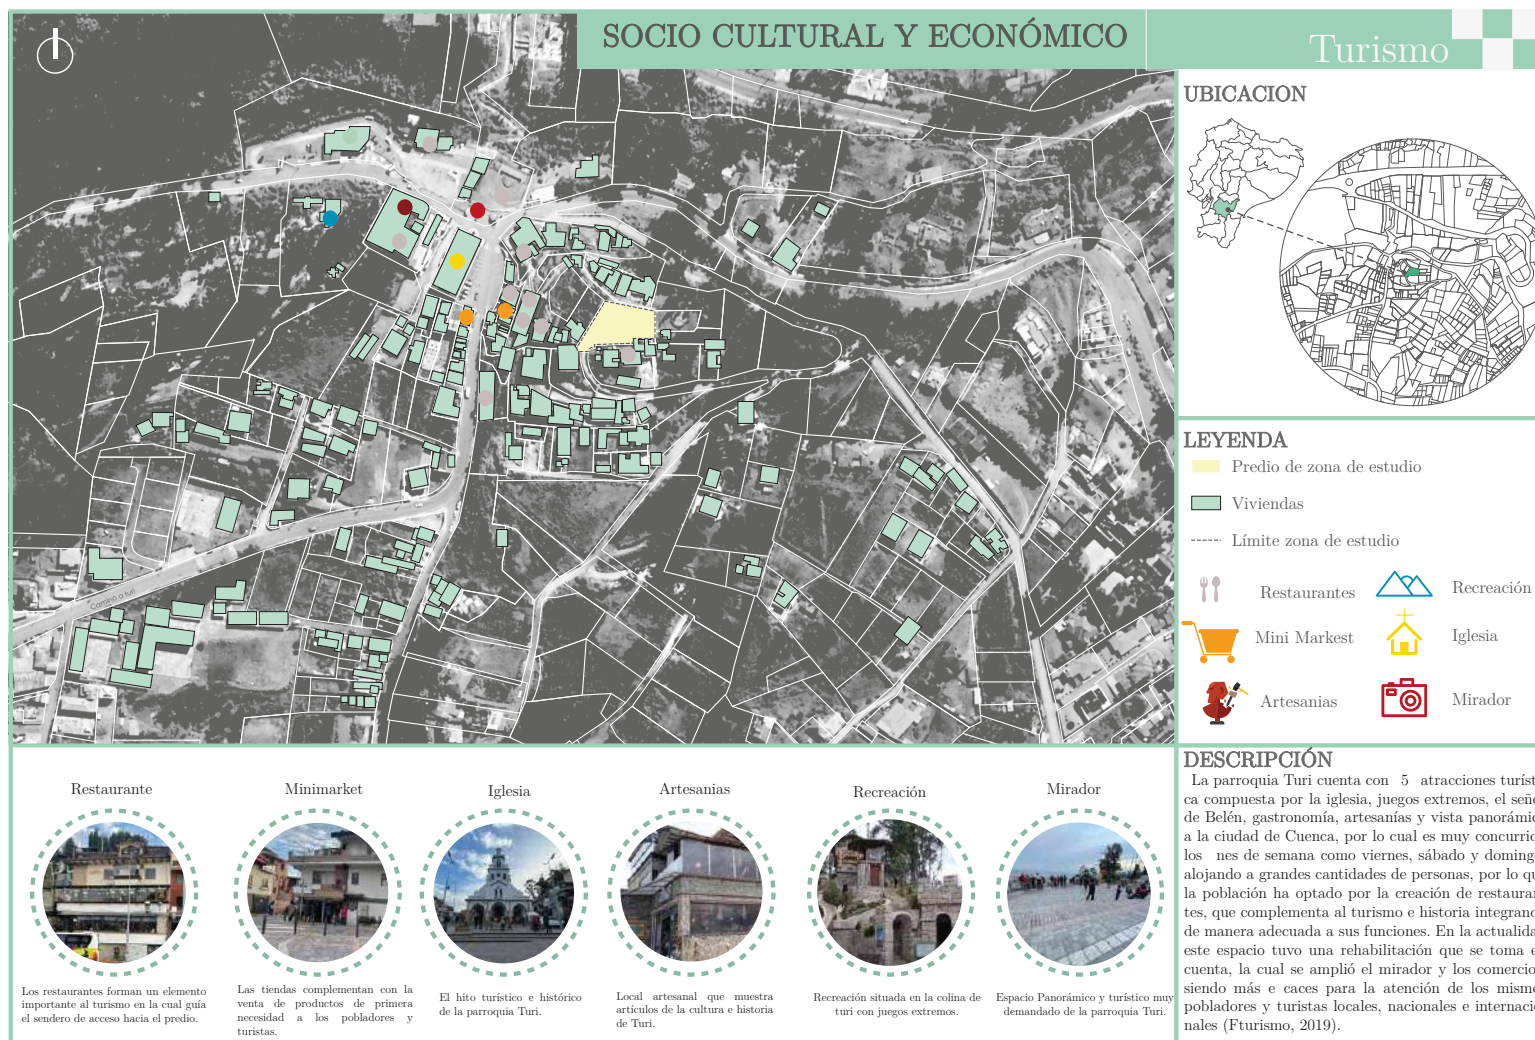 SOCIO CULTURAL Y ECONÓMICO
Turismo
UBICACION
LEYENDA
Predio de zona de estudio
Viviendas
Límite zona de estudio
Restaurantes
Recreación
Mini Markest
Iglesia
Artesanias
Mirador
Camino a turi
DESCRIPCIÓN
La parroquia Turi cuenta con 5 atracciones turíst
ca compuesta por la iglesia, juegos extremos, el seño
de Belén, gastronomía, artesanías y vista panorámic
a la ciudad de Cuenca, por lo cual es muy concurrid
los nes de semana como viernes, sábado y doming
alojando a grandes cantidades de personas, por lo qu
la población ha optado por la creación de restaura
tes, que complementa al turismo e historia integrand
de manera adecuada a sus funciones. En la actualida
este espacio tuvo una rehabilitación que se toma e
cuenta, la cual se amplió el mirador y los comercio
siendo más e caces para la atención de los mismo
pobladores y turistas locales, nacionales e internaci
nales (Fturismo, 2019).
Restaurante
Los restaurantes forman un elemento
importante al turismo en la cual guía
el sendero de acceso hacia el predio.
Minimarket
Las tiendas complementan con la
venta de productos de primera
necesidad a los pobladores y
turistas.
Iglesia
El hito turístico e histórico
de la parroquia Turi.
Artesanias
Local artesanal que muestra
artículos de la cultura e historia
de Turi.
Recreación
Recreación situada en la colina de
turi con juegos extremos.
Mirador
Espacio Panorámico y turístico muy
demandado de la parroquia Turi.